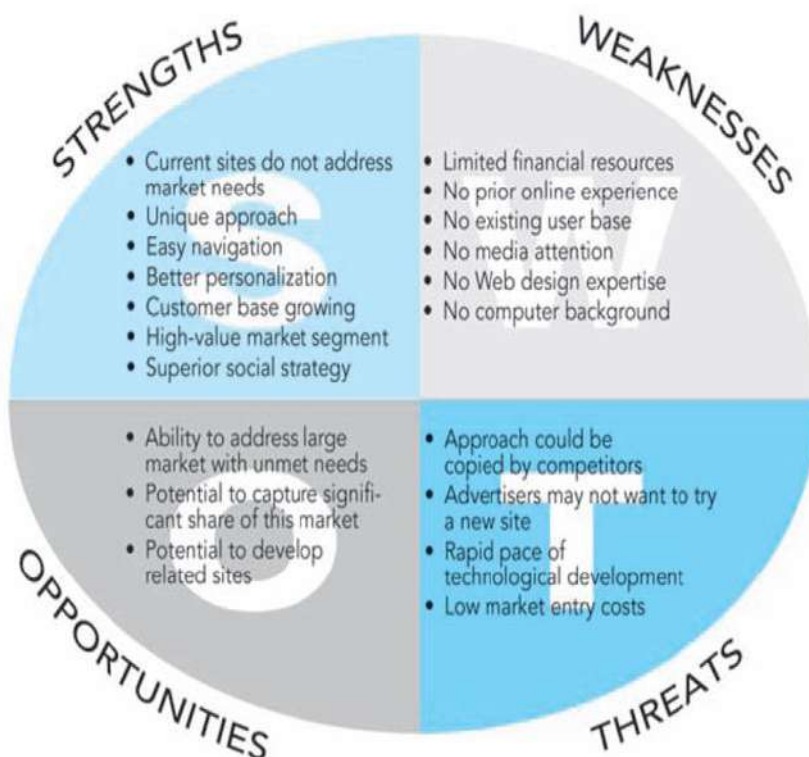 STRENGTHS
• Current sites do not address
market needs
• Unique approach
• Easy navigation
• Better personalization
• Customer base growing
• High-value market segment
• Superior social strategy
S
WEAKNESSES
• Limited financial resources
• No prior online experience
• No existing user base
• No media attention
• No Web design expertise
• No computer background
W
OPPORTUNITIES
• Ability to address large
market with unmet needs
• Potential to capture signifi-
cant share of this market
• Potential to develop
related sites
O
THREATS
• Approach could be
copied by competitors
• Advertisers may not want to try
a new site
• Rapid pace of
technological development
• Low market entry costs
T